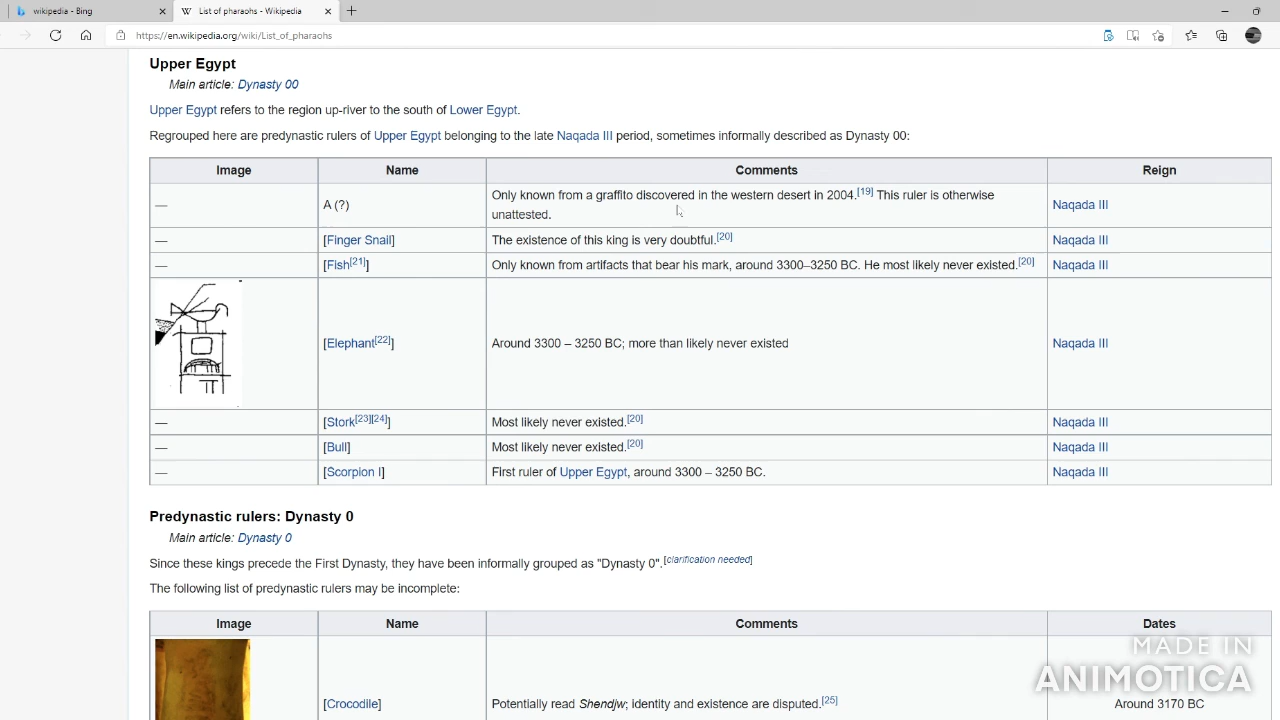 wikipedia - Bing
List of pharaohs - Wikipedia
https://en.wikipedia.org/wiki/List_of_pharaohs
Upper Egypt
Main article: Dynasty 00
Upper Egypt refers to the region up-river to the south of Lower Egypt.
Regrouped here are predynastic rulers of Upper Egypt belonging to the late Naqada III period, sometimes informally described as Dynasty 00:
Image Name Comments Reign
— A (?) Only known from a graffito discovered in the western desert in 2004.[19] This ruler is otherwise
unattested. Naqada III
— [Finger Snail] The existence of this king is very doubtful.[20] Naqada III
— [Fish[21]] Only known from artifacts that bear his mark, around 3300–3250 BC. He most likely never existed.[20] Naqada III
[Elephant[22]] Around 3300 – 3250 BC; more than likely never existed Naqada III
— [Stork[23][24]] Most likely never existed.[20] Naqada III
— [Bull] Most likely never existed.[20] Naqada III
— [Scorpion I] First ruler of Upper Egypt, around 3300 – 3250 BC. Naqada III
Predynastic rulers: Dynasty 0
Main article: Dynasty 0
Since these kings precede the First Dynasty, they have been informally grouped as "Dynasty 0".[clarification needed]
The following list of predynastic rulers may be incomplete:
Image Name Comments Dates
[Crocodile] Potentially read Shendjw; identity and existence are disputed.[25] Around 3170 BC
MADE IN
ANIMOTICA